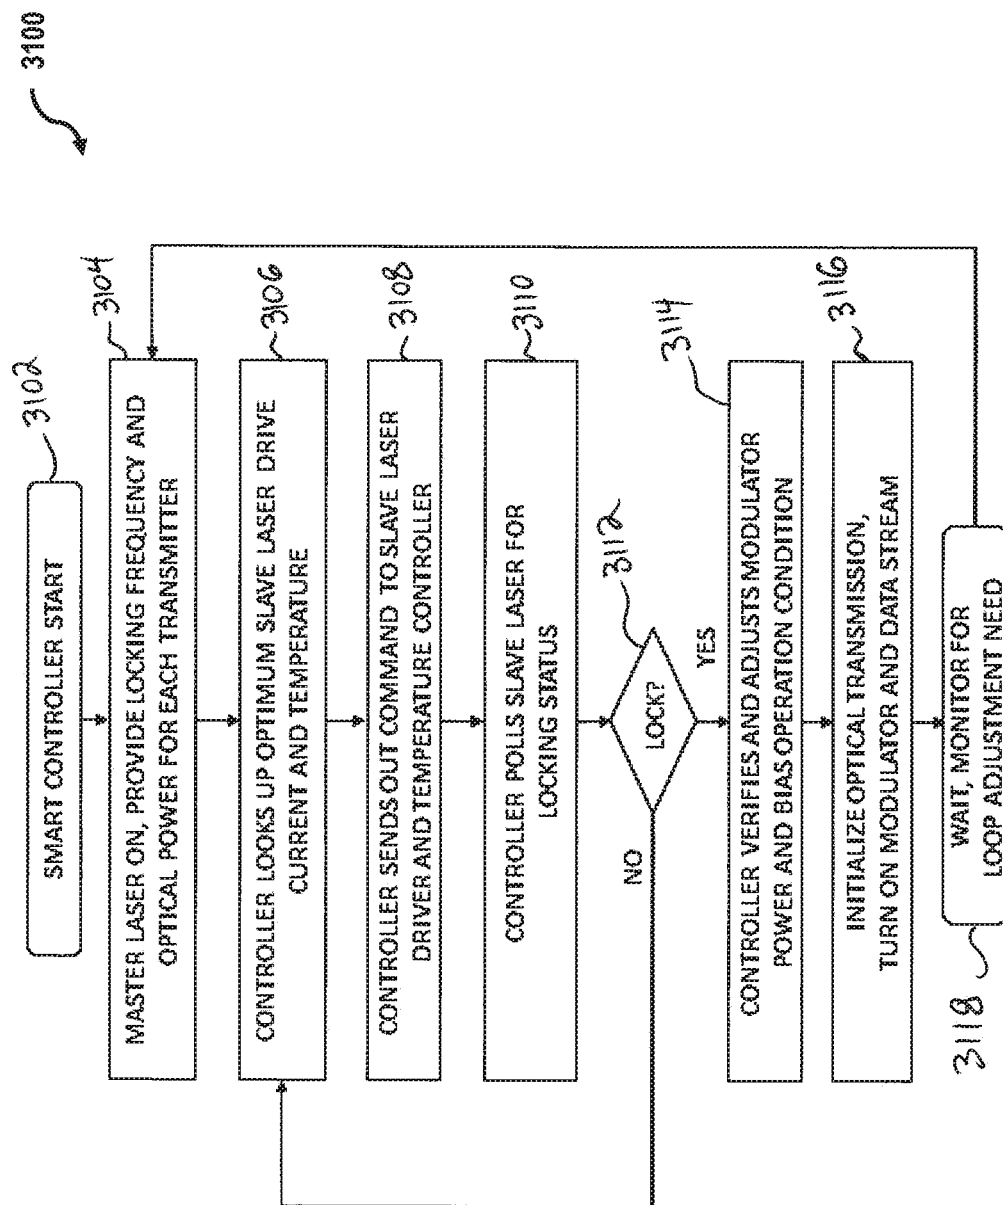 3100
SMART CONTROLLER START
3102
MASTER LASER ON, PROVIDE LOCKING FREQUENCY AND
OPTICAL POWER FOR EACH TRANSMITTER
3104
CONTROLLER LOOKS UP OPTIMUM SLAVE LASER DRIVE
CURRENT AND TEMPERATURE
3106
CONTROLLER SENDS OUT COMMAND TO SLAVE LASER
DRIVER AND TEMPERATURE CONTROLLER
3108
CONTROLLER POLLS SLAVE LASER FOR
LOCKING STATUS
3110
LOCK?
3112
NO
YES
CONTROLLER VERIFIES AND ADJUSTS MODULATOR
POWER AND BIAS OPERATION CONDITION
3114
INITIALIZE OPTICAL TRANSMISSION,
TURN ON MODULATOR AND DATA STREAM
3116
WAIT, MONITOR FOR
LOOP ADJUSTMENT NEED
3118